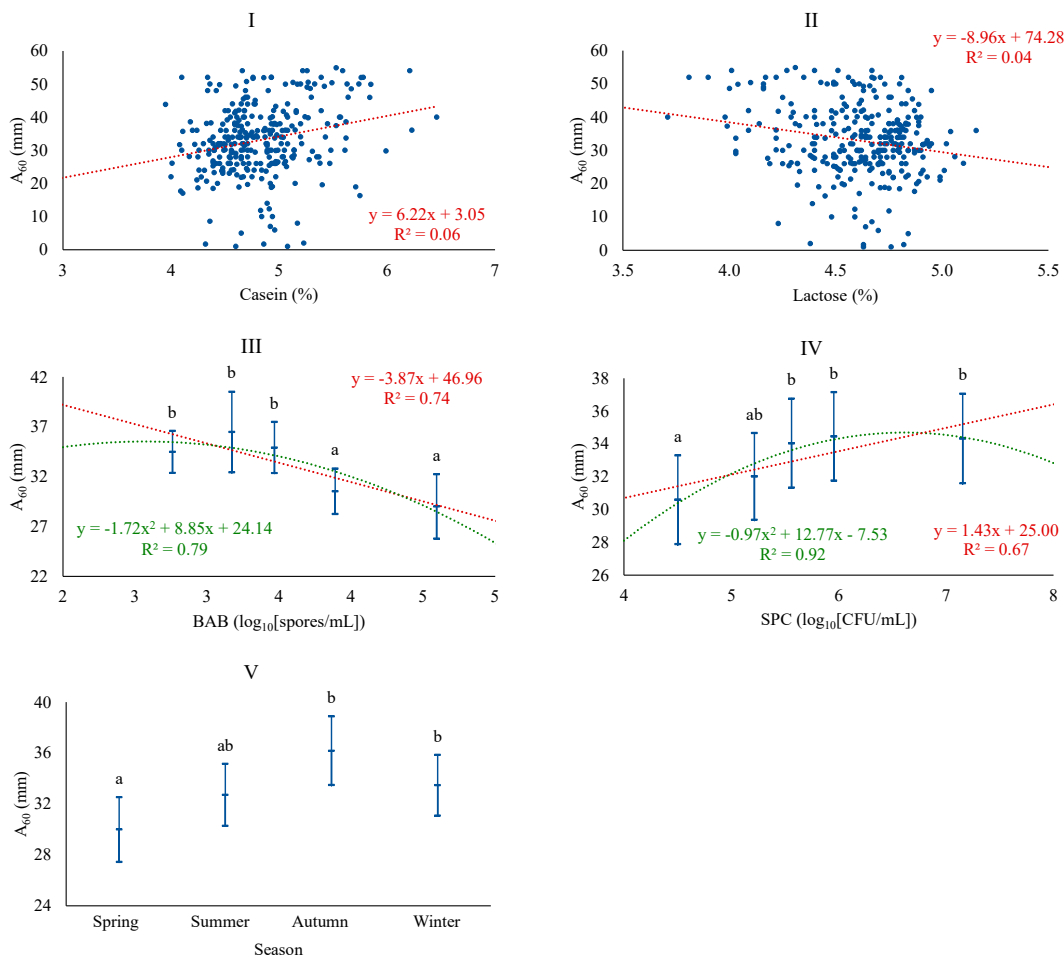 I
60
50
40
30
20
10
0
A60 (mm)
y = 6.22x + 3.05
R² = 0.06
3 4 5 6 7
Casein (%)
II
y = -8.96x + 74.28
R² = 0.04
60
50
40
30
20
10
0
A60 (mm)
3.5 4.0 4.5 5.0 5.5
Lactose (%)
III
42
37
32
27
22
A60 (mm)
y = -3.87x + 46.96
R² = 0.74
b b b a a
y = -1.72x² + 8.85x + 24.14
R² = 0.79
2 3 3 4 4 5 5
BAB (log10[spores/mL])
IV
38
36
34
32
30
28
26
A60 (mm)
a ab b b b
y = -0.97x² + 12.77x - 7.53
R² = 0.92
y = 1.43x + 25.00
R² = 0.67
4 5 6 7 8
SPC (log10[CFU/mL])
V
40
36
32
28
24
A60 (mm)
a ab b b
Spring Summer Autumn Winter
Season